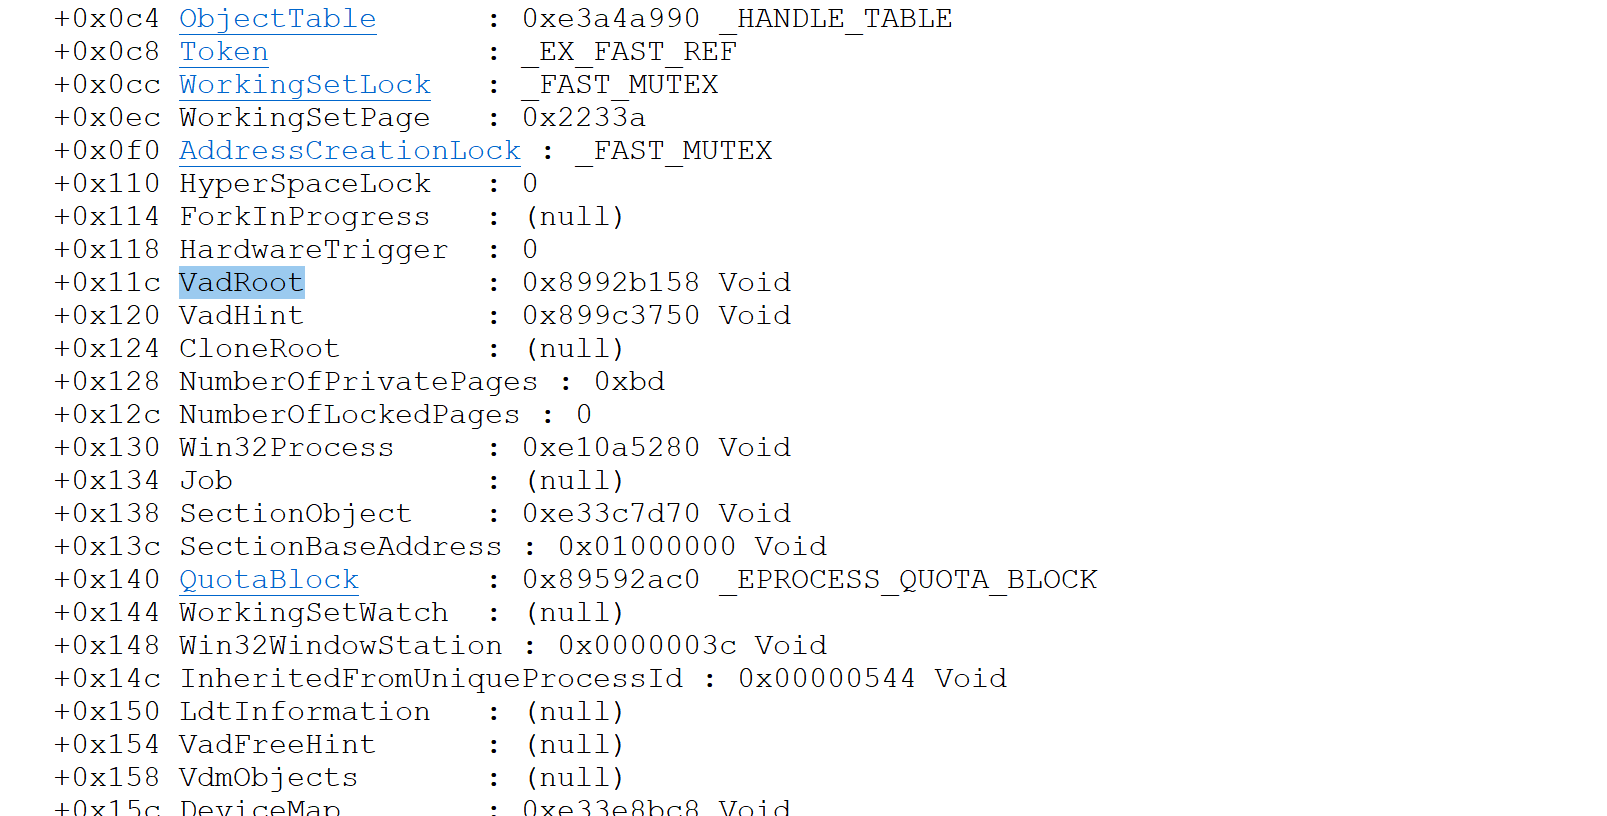 +0x0c4 ObjectTable : 0xe3a4a990 _HANDLE_TABLE
+0x0c8 Token : _EX_FAST_REF
+0x0cc WorkingSetLock : _FAST_MUTEX
+0x0ec WorkingSetPage : 0x2233a
+0x0f0 AddressCreationLock : _FAST_MUTEX
+0x110 HyperSpaceLock : 0
+0x114 ForkInProgress : (null)
+0x118 HardwareTrigger : 0
+0x11c VadRoot : 0x8992b158 Void
+0x120 VadHint : 0x899c3750 Void
+0x124 CloneRoot : (null)
+0x128 NumberOfPrivatePages : 0xbd
+0x12c NumberOfLockedPages : 0
+0x130 Win32Process : 0xe10a5280 Void
+0x134 Job : (null)
+0x138 SectionObject : 0xe33c7d70 Void
+0x13c SectionBaseAddress : 0x01000000 Void
+0x140 QuotaBlock : 0x89592ac0 _EPROCESS_QUOTA_BLOCK
+0x144 WorkingSetWatch : (null)
+0x148 Win32WindowStation : 0x0000003c Void
+0x14c InheritedFromUniqueProcessId : 0x00000544 Void
+0x150 LdtInformation : (null)
+0x154 VadFreeHint : (null)
+0x158 VdmObjects : (null)
+0x15c DeviceMap : 0xe33e8bc8 Void